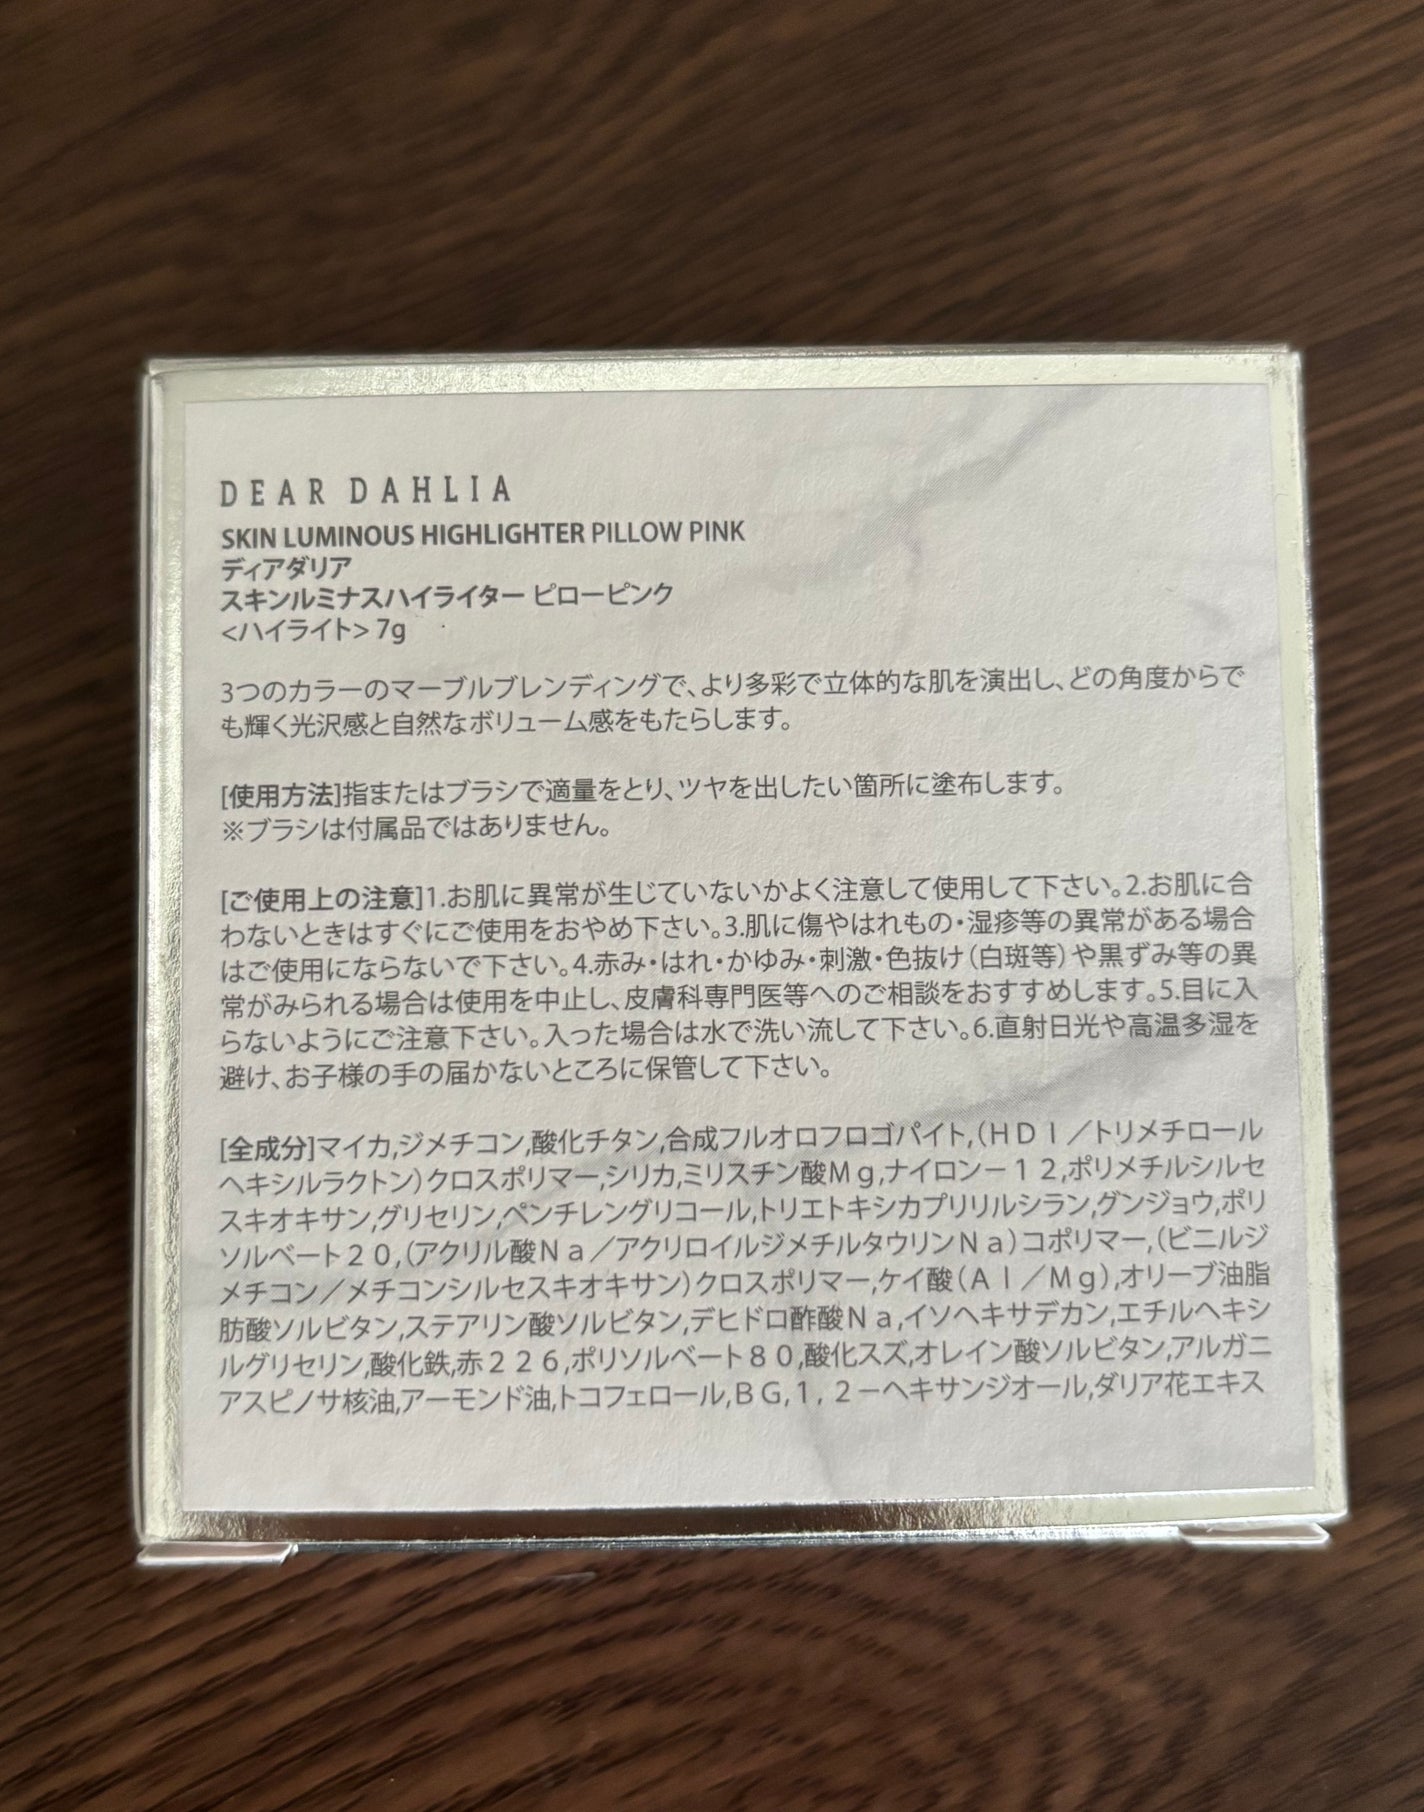 DEAR DAHLIA
SKIN LUMINOUS HIGHLIGHTER PILLOW PINK
ディアダリア
スキンルミナスハイライター ピローピンク
<ハイライト> 7g
3つのカラーのマーブルブレンディングで、より多彩で立体的な肌を演出し、どの角度からで
も輝く光沢感と自然なボリューム感をもたらします。
[使用方法]指またはブラシで適量をとり、ツヤを出したい箇所に塗布します。
※ブラシは付属品ではありません。
[ご使用上の注意]1.お肌に異常が生じていないかよく注意して使用して下さい。2.お肌に合
わないときはすぐにご使用をおやめ下さい。3.肌に傷やはれもの・湿疹等の異常がある場合
はご使用にならないで下さい。4.赤み・はれ・かゆみ・刺激・色抜け（白斑等）や黒ずみ等の異
常がみられる場合は使用を中止し、皮膚科専門医等へのご相談をおすすめします。5.目に入
らないようにご注意下さい。入った場合は水で洗い流して下さい。6.直射日光や高温多湿を
避け、お子様の手の届かないところに保管して下さい。
[全成分]マイカ,ジメチコン,酸化チタン,合成フルオロフロゴパイト,（ＨＤＩ／トリメチロール
ヘキシルラクトン）クロスポリマー,シリカ,ミリスチン酸Ｍｇ,ナイロン－１２,ポリメチルシルセ
スキオキサン,グリセリン,ペンチレングリコール,トリエトキシカプリリルシラン,グンジョウ,ポリ
ソルベート２０,（アクリル酸Ｎａ／アクリロイルジメチルタウリンＮａ）コポリマー,（ビニルジ
メチコン／メチコンシルセスキオキサン）クロスポリマー,ケイ酸（Ａｌ／Ｍｇ）,オリーブ油脂
肪酸ソルビタン,ステアリン酸ソルビタン,デヒドロ酢酸Ｎａ,イソヘキサデカン,エチルヘキシ
ルグリセリン,酸化鉄,赤２２６,ポリソルベート８０,酸化スズ,オレイン酸ソルビタン,アルガニ
アスピノサ核油,アーモンド油,トコフェロール,ＢＧ,１，２－ヘキサンジオール,ダリア花エキス